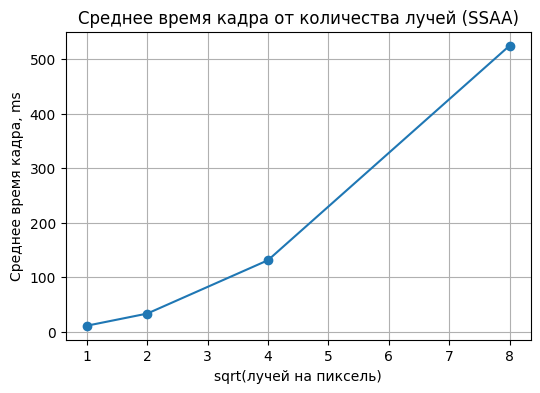 Среднее время кадра от количества лучей (SSAA)
Среднее время кадра, ms
500
400
300
200
100
0
1 2 3 4 5 6 7 8
sqrt(лучей на пиксель)